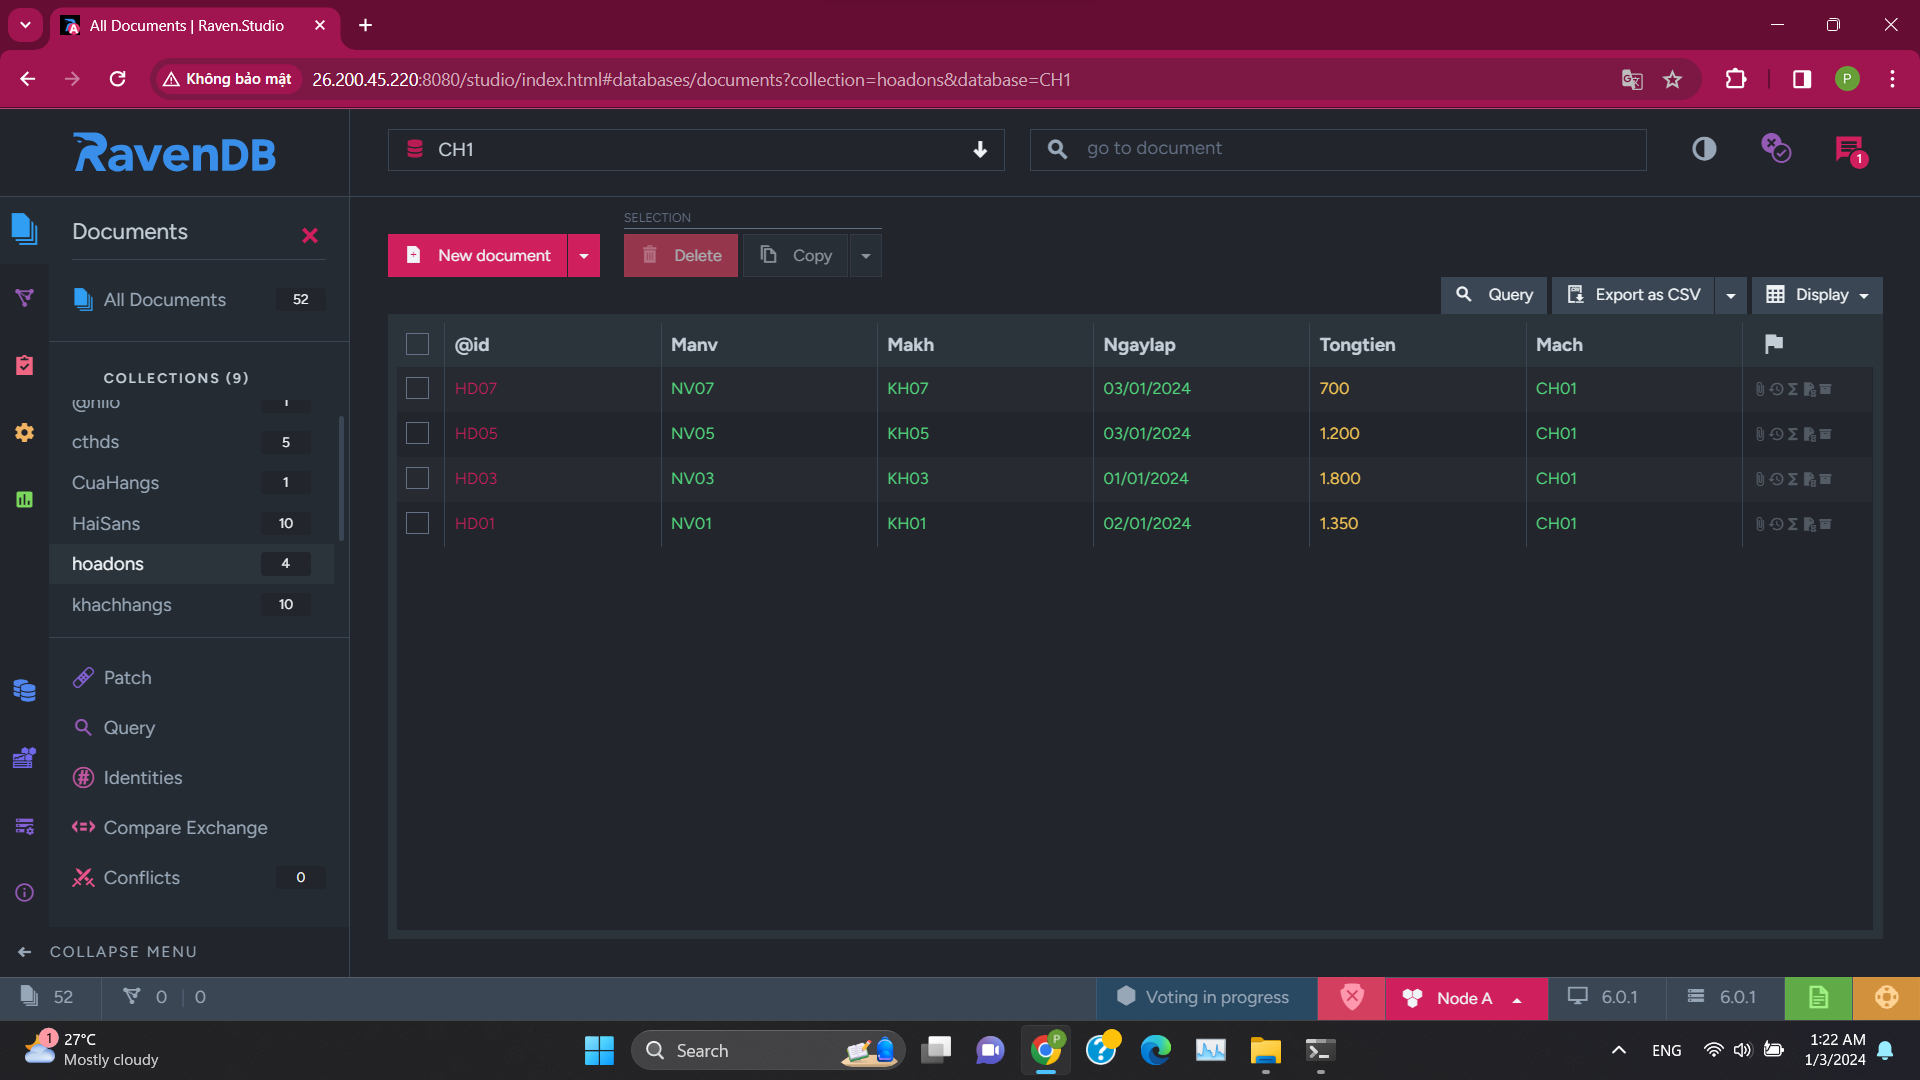 All Documents | Raven.Studio
Không bảo mật
26.200.45.220:8080/studio/index.html#databases/documents?collection=hoadons&database=CH1
P
RavenDB
CH1
go to document
1
Documents
All Documents 52
COLLECTIONS (9)
@hilo 1
cthds 5
CuaHangs 1
HaiSans 10
hoadons 4
khachhangs 10
Patch
Query
Identities
Compare Exchange
Conflicts 0
COLLAPSE MENU
SELECTION
New document Delete Copy
Query Export as CSV Display
@id Manv Makh Ngaylap Tongtien Mach
HD07 NV07 KH07 03/01/2024 700 CH01
HD05 NV05 KH05 03/01/2024 1.200 CH01
HD03 NV03 KH03 01/01/2024 1.800 CH01
HD01 NV01 KH01 02/01/2024 1.350 CH01
52 0 | 0 Voting in progress Node A 6.0.1 6.0.1
1
27°C
Mostly cloudy
Search
P
ENG
1:22 AM
1/3/2024